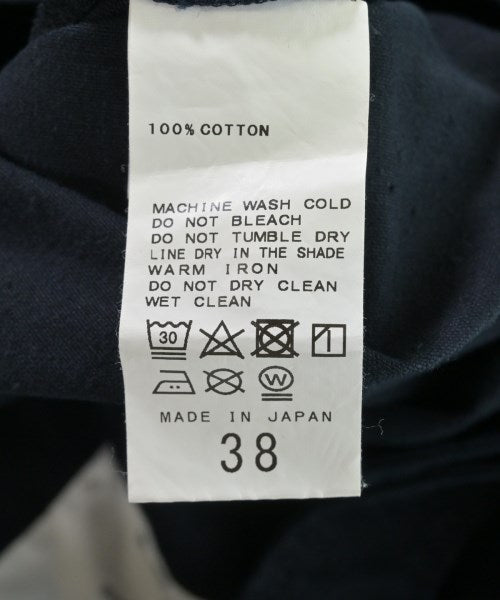 100% COTTON
MACHINE WASH COLD
DO NOT BLEACH
DO NOT TUMBLE DRY
LINE DRY IN THE SHADE
WARM IRON
DO NOT DRY CLEAN
WET CLEAN
30
W
MADE IN JAPAN
38